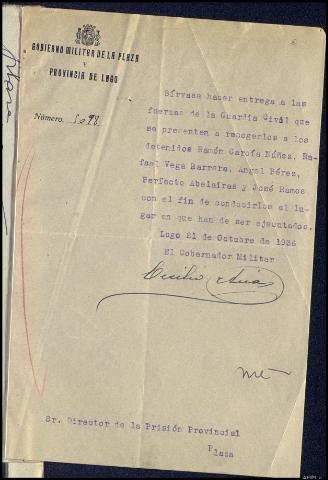 GOBIERNO MILITAR DE LA PLAZA
Y
PROVINCIA DE LUGO
Número.
Sírvase hacer entrega a las
fuerzas de la Guardia Civil que
se presenten a recogerlos a los
detenidos Ramón García Núñez, Ra-
fael Vega Barrera, Angel Pérez,
Perfecto Abelairas y José Ramos
con el fin de conducirlos al lu-
gar en que han de ser ejecutados.
Lugo 21 de Octubre de 1936
El Gobernador Militar
Sr. Director de la Prisión Provincial
Plaza